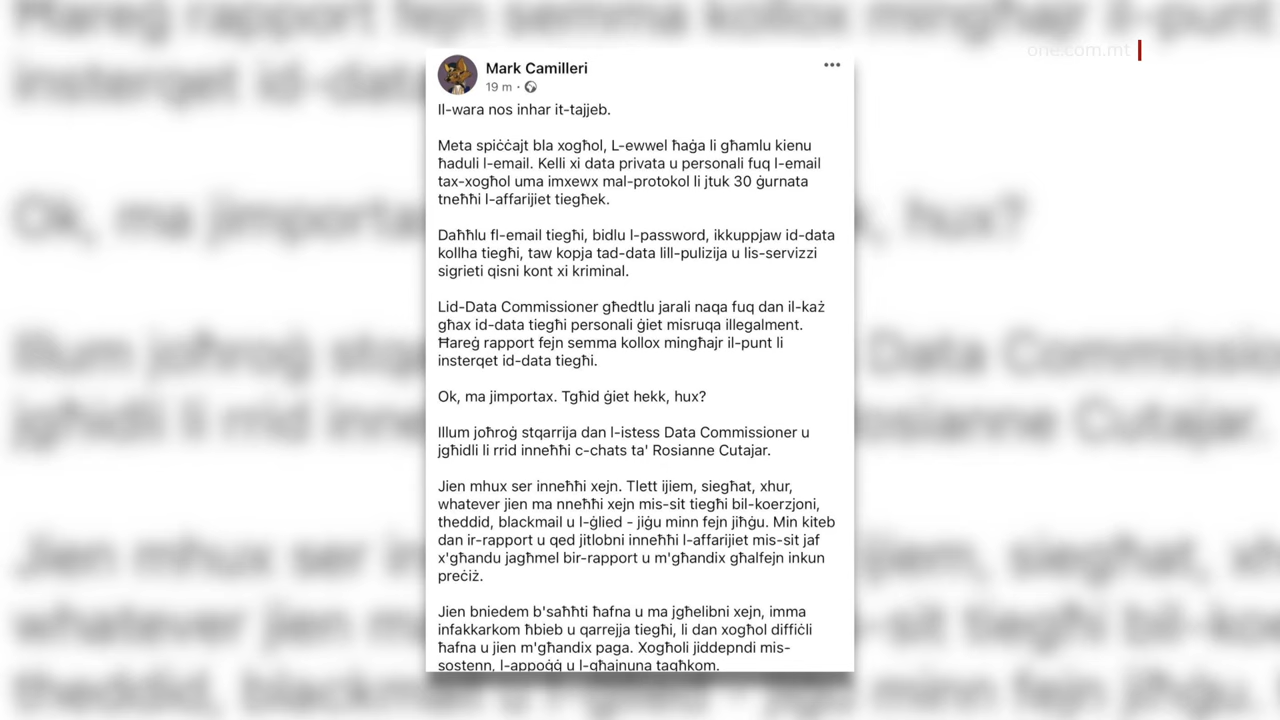 one.com.mt
Mark Camilleri
19 m
Il-wara nos inhar it-tajjeb.
Meta spiċċajt bla xogħol, L-ewwel ħaġa li għamlu kienu
ħaduli l-email. Kelli xi data privata u personali fuq l-email
tax-xogħol uma imxewx mal-protokol li jtuk 30 ġurnata
tneħħi l-affarijiet tiegħek.
Daħħlu fl-email tiegħi, bidlu l-password, ikkuppjaw id-data
kollha tiegħi, taw kopja tad-data lill-pulizija u lis-servizzi
sigrieti qisni kont xi kriminal.
Lid-Data Commissioner għedtlu jarali naqa fuq dan il-każ
għax id-data tiegħi personali ġiet misruqa illegalment.
Ħareġ rapport fejn semma kollox mingħajr il-punt li
insterqet id-data tiegħi.
Ok, ma jimportax. Tgħid ġiet hekk, hux?
Illum joħroġ stqarrija dan l-istess Data Commissioner u
jgħidli li rrid inneħħi c-chats ta' Rosianne Cutajar.
Jien mhux ser inneħħi xejn. Tlett ijiem, siegħat, xhur,
whatever jien ma nneħħi xejn mis-sit tiegħi bil-koerzjoni,
theddid, blackmail u l-ġlied - jiġu minn fejn jiħġu. Min kiteb
dan ir-rapport u qed jitlobni inneħħi l-affarijiet mis-sit jaf
x'għandu jagħmel bir-rapport u m'għandix għalfejn inkun
preċiż.
Jien bniedem b'saħħti ħafna u ma jgħelibni xejn, imma
infakkarkom ħbieb u qarrejja tiegħi, li dan xogħol diffiċli
ħafna u jien m'għandix paga. Xogħoli jiddepndi mis-
sostenn, l-appoġġ u l-għajnuna tagħkom.